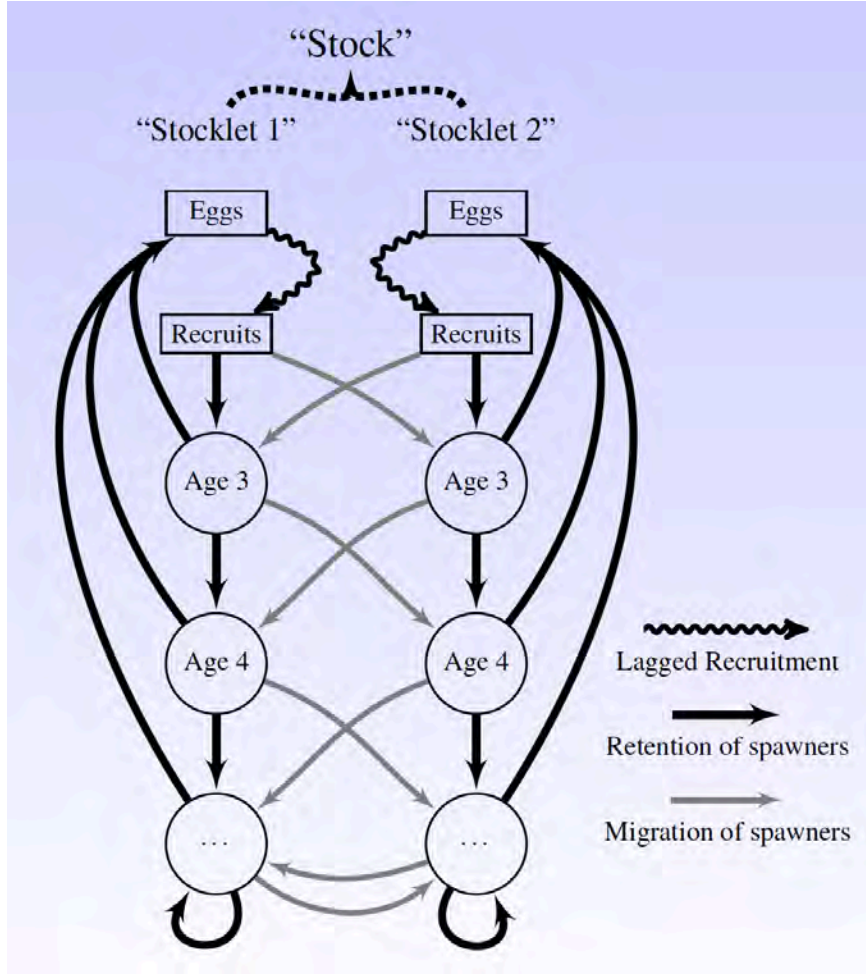 “Stock”
“Stocklet 1”
“Stocklet 2”
Eggs
Eggs
Recruits
Recruits
Age 3
Age 3
Age 4
Age 4
. . .
. . .
Lagged Recruitment
Retention of spawners
Migration of spawners